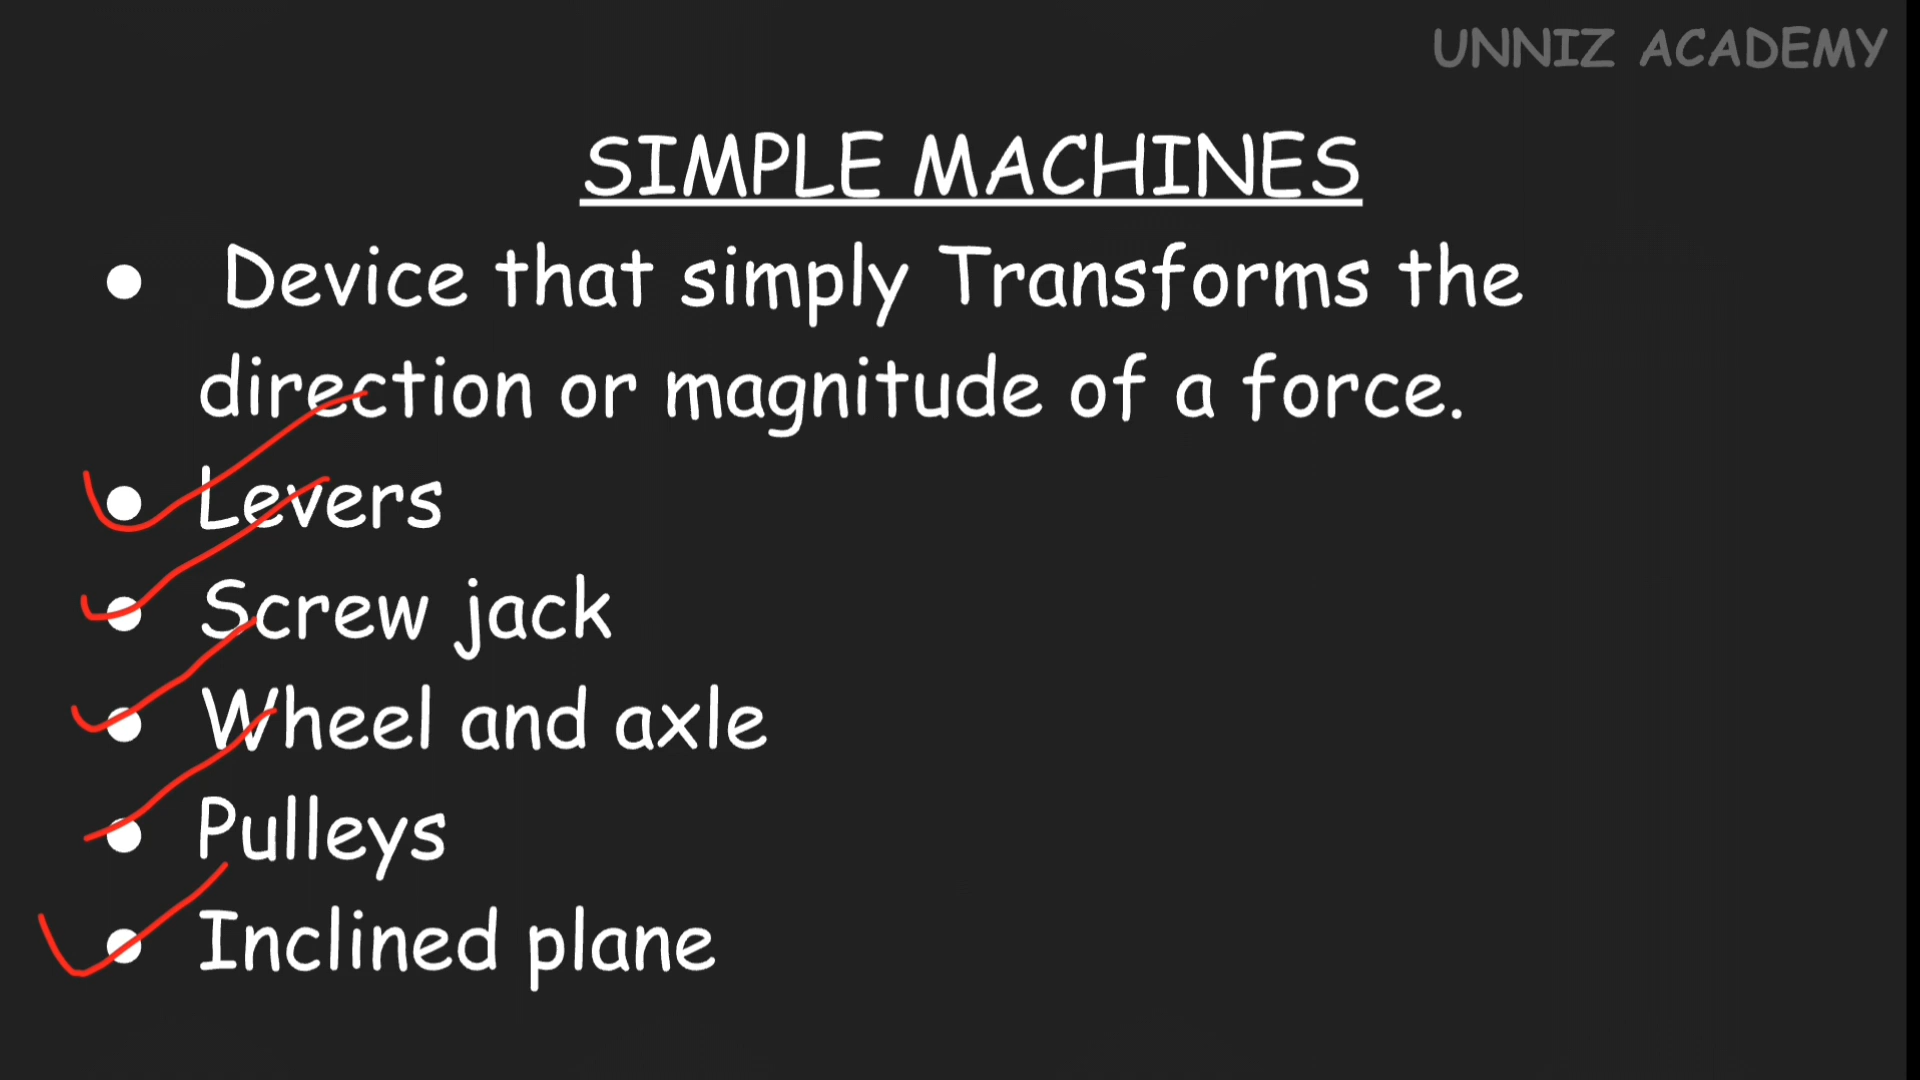 UNNIZ ACADEMY
SIMPLE MACHINES
● Device that simply Transforms the
direction or magnitude of a force.
● Levers
● Screw jack
● Wheel and axle
● Pulleys
● Inclined plane